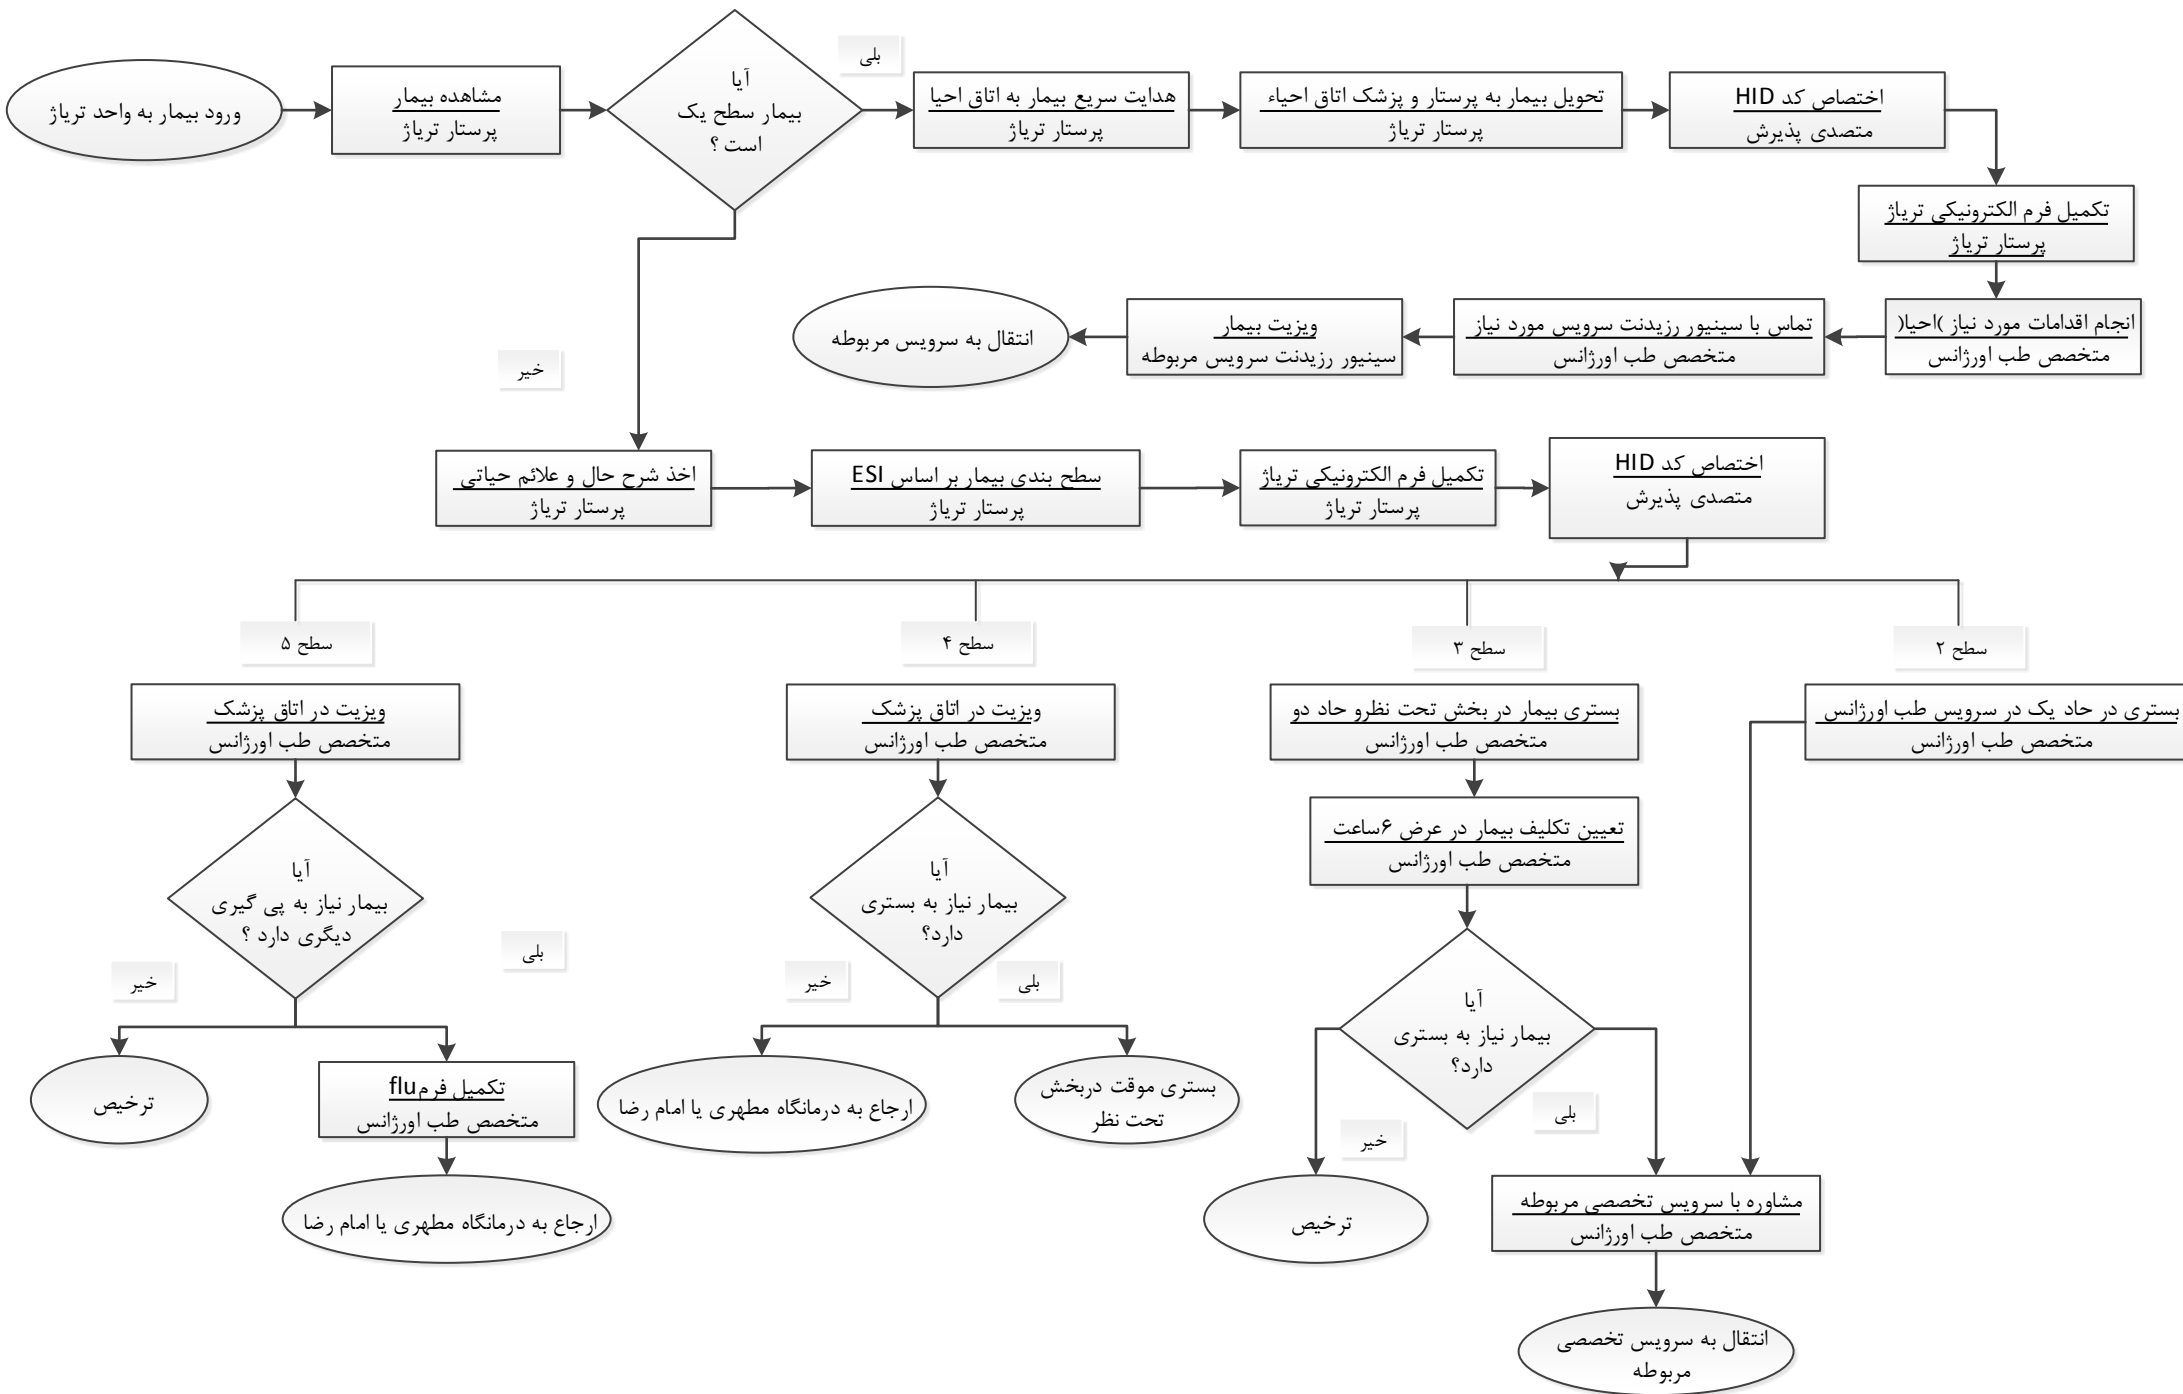 ورود بیمار به واحد تریاژ
مشاهده بیمار
پرستار تریاژ
آیا
بیمار سطح یک
است ؟
بلی
هدایت سریع بیمار به اتاق احیا
پرستار تریاژ
تحویل بیمار به پرستار و پزشک اتاق احیاء
پرستار تریاژ
اختصاص کد HID
متصدی پذیرش
تکمیل فرم الکترونیکی تریاژ
پرستار تریاژ
انجام اقدامات مورد نیاز )احیا(
متخصص طب اورژانس
تماس با سینیور رزیدنت سرویس مورد نیاز
متخصص طب اورژانس
ویزیت بیمار
سینیور رزیدنت سرویس مربوطه
انتقال به سرویس مربوطه
خیر
اخذ شرح حال و علائم حیاتی
پرستار تریاژ
سطح بندی بیمار بر اساس ESI
پرستار تریاژ
تکمیل فرم الکترونیکی تریاژ
پرستار تریاژ
اختصاص کد HID
متصدی پذیرش
سطح ۲
سطح ۳
سطح ۴
سطح ۵
بستری در حاد یک در سرویس طب اورژانس
متخصص طب اورژانس
بستری بیمار در بخش تحت نظرو حاد دو
متخصص طب اورژانس
تعیین تکلیف بیمار در عرض ۶ساعت
متخصص طب اورژانس
آیا
بیمار نیاز به بستری
دارد؟
بلی
خیر
ترخیص
مشاوره با سرویس تخصصی مربوطه
متخصص طب اورژانس
انتقال به سرویس تخصصی
مربوطه
ویزیت در اتاق پزشک
متخصص طب اورژانس
آیا
بیمار نیاز به بستری
دارد؟
بلی
خیر
بستری موقت دربخش
تحت نظر
ارجاع به درمانگاه مطهری یا امام رضا
ویزیت در اتاق پزشک
متخصص طب اورژانس
آیا
بیمار نیاز به پی گیری
دیگری دارد ؟
بلی
خیر
تکمیل فرمflu
متخصص طب اورژانس
ارجاع به درمانگاه مطهری یا امام رضا
ترخیص